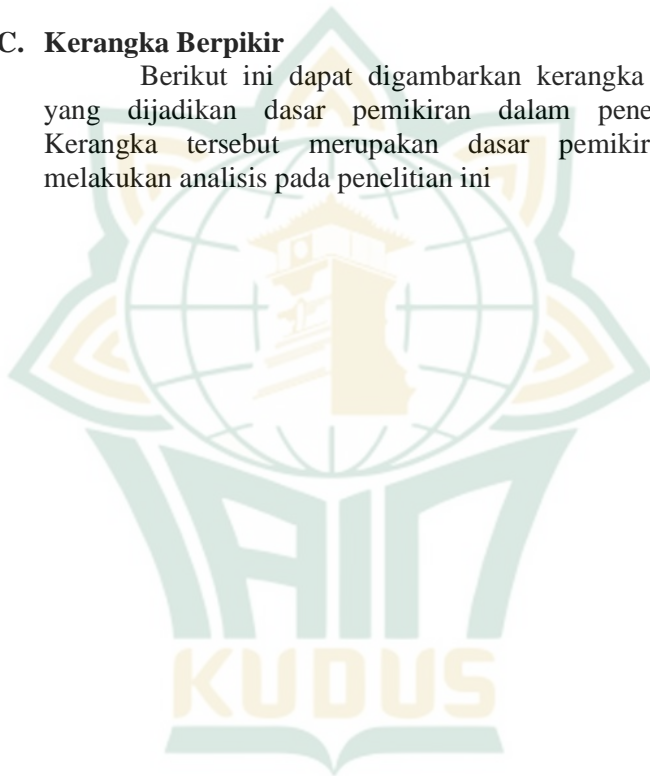 C. Kerangka Berpikir
Berikut ini dapat digambarkan kerangka
yang dijadikan dasar pemikiran dalam pene
Kerangka tersebut merupakan dasar pemikir
melakukan analisis pada penelitian ini
IAIN
KUDUS